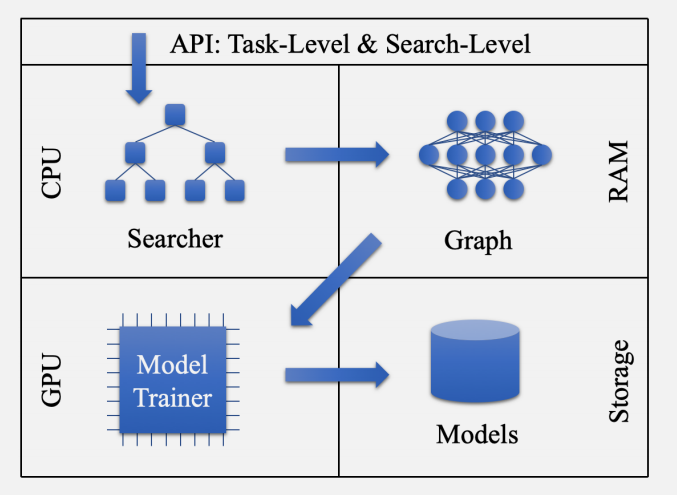 API: Task-Level & Search-Level
CPU
Searcher
Graph
RAM
GPU
Model
Trainer
Models
Storage